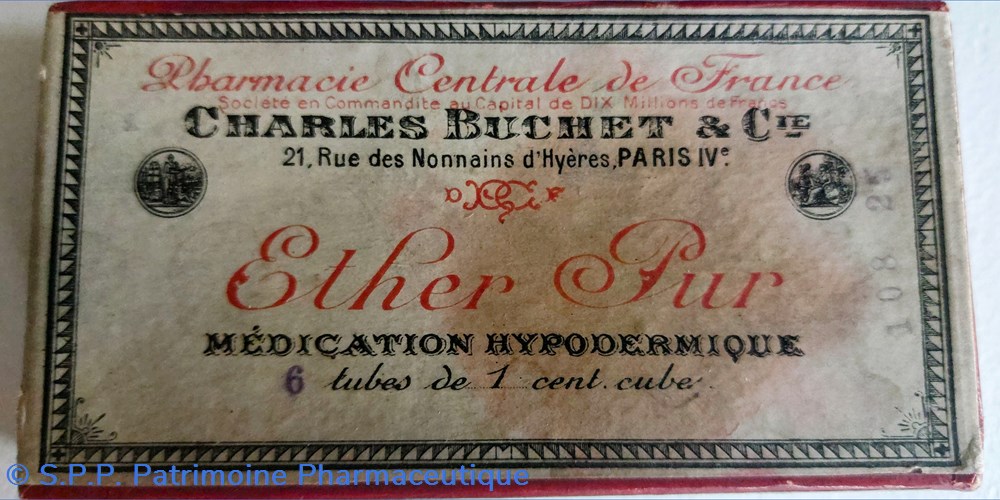 Pharmacie Centrale de France
Société en Commandite au Capital de DIX Millions de Francs
CHARLES BUCHET & CIE
21, Rue des Nonnains d'Hyères, PARIS IVe.
Ether Pur
MÉDICATION HYPODERMIQUE
6 tubes de 1 cent. cube
108 25
© S.P.P. Patrimoine Pharmaceutique